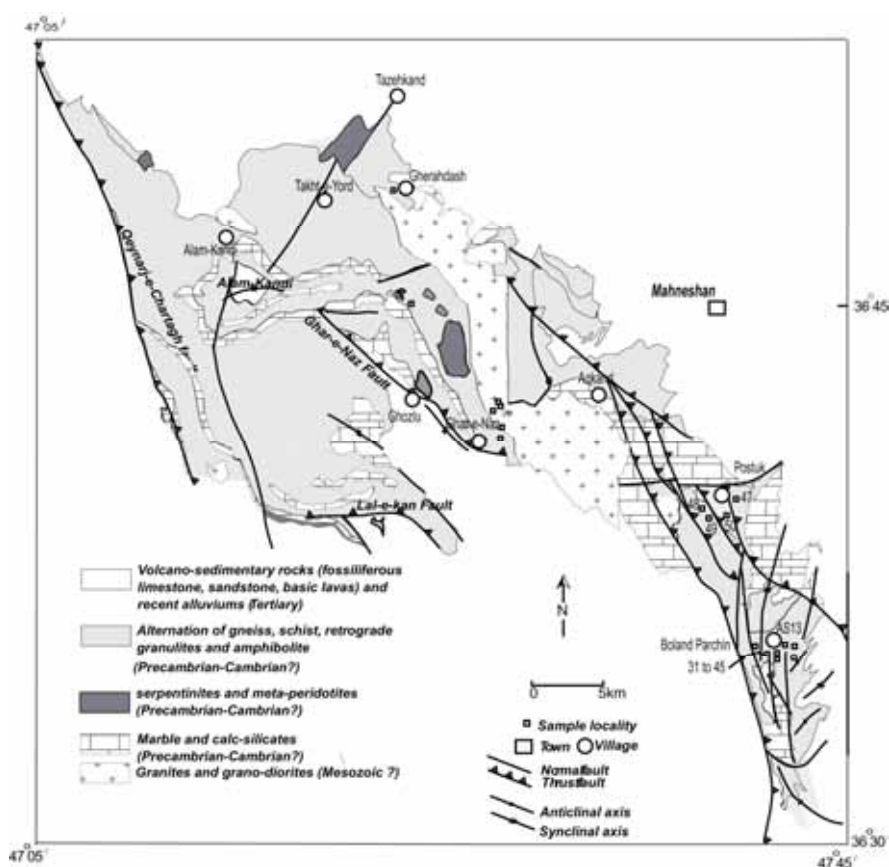 47 05′
36°
Tazehkand
Gherahdash
Takht-e-Yord
Alam-Kandi
Alam-Kandi
Mahneshan
36 45
Qeynarj-e-Chartagh
Ghar-e-Naz Fault
Ghozlu
Ghar-e-Naz
Postuk
47
Lal-e-kan Fault
Volcano-sedimentary rocks (fossiliferous
limestone, sandstone, basic lavas) and
recent alluviums (Tertiary)
Alternation of gneiss, schist, retrograde
granulites and amphibolite
(Precambrian-Cambrian?)
serpentinites and meta-peridotites
(Precambrian-Cambrian?)
Marble and calc-silicates
(Precambrian-Cambrian?)
Granites and grano-diorites (Mesozoic ?)
N
0 5km
AS13
Boland Parchin
31 to 45
Sample locality
Town Village
Normal fault
Thrust fault
Anticlinal axis
Synclinal axis
47 05′
47 45′
36°30